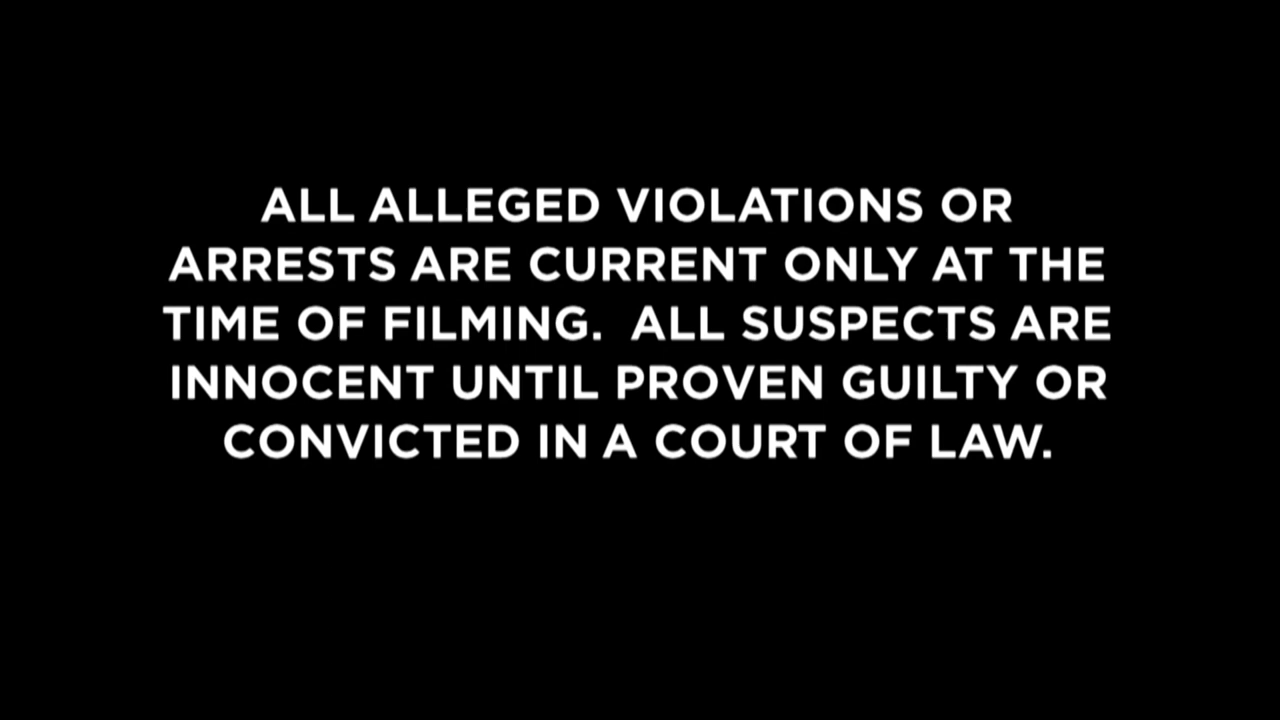 ALL ALLEGED VIOLATIONS OR
ARRESTS ARE CURRENT ONLY AT THE
TIME OF FILMING.  ALL SUSPECTS ARE
INNOCENT UNTIL PROVEN GUILTY OR
CONVICTED IN A COURT OF LAW.